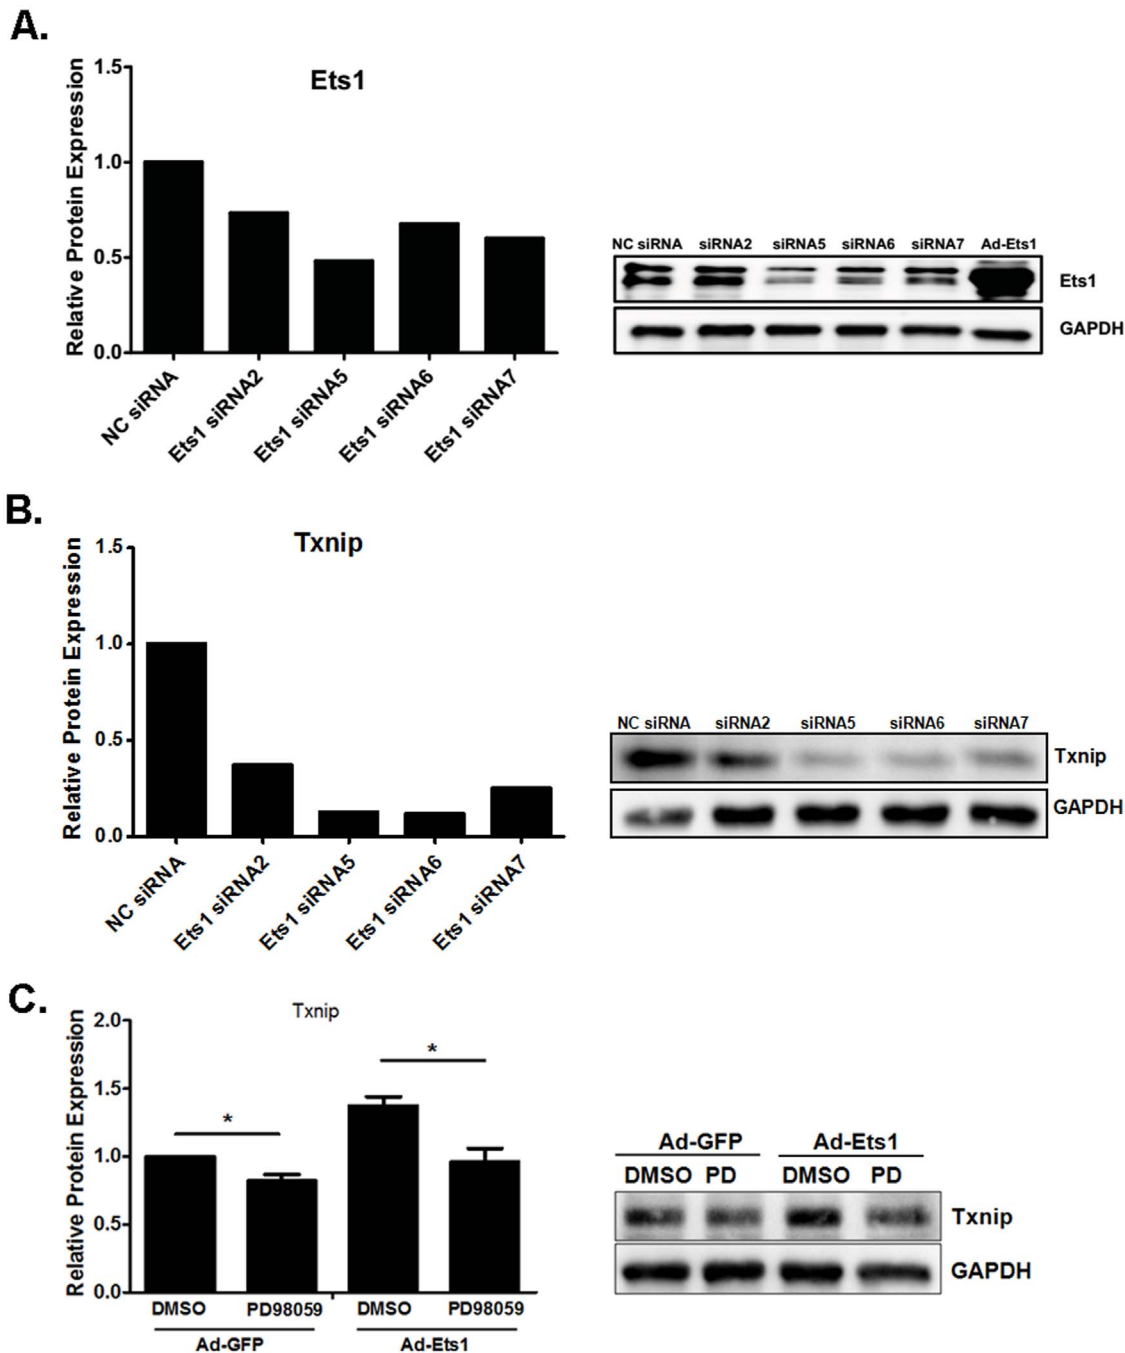 A.
Ets1
Relative Protein Expression
1.5
1.0
0.5
0.0
NC siRNA
Ets1 siRNA2
Ets1 siRNA5
Ets1 siRNA6
Ets1 siRNA7
NC siRNA siRNA2 siRNA5 siRNA6 siRNA7 Ad-Ets1
Ets1
GAPDH
B.
Txnip
Relative Protein Expression
1.5
1.0
0.5
0.0
NC siRNA
Ets1 siRNA2
Ets1 siRNA5
Ets1 siRNA6
Ets1 siRNA7
NC siRNA siRNA2 siRNA5 siRNA6 siRNA7
Txnip
GAPDH
C.
Txnip
Relative Protein Expression
2.0
1.5
1.0
0.5
0.0
*
*
DMSO PD98059 DMSO PD98059
Ad-GFP Ad-Ets1
Ad-GFP Ad-Ets1
DMSO PD DMSO PD
Txnip
GAPDH